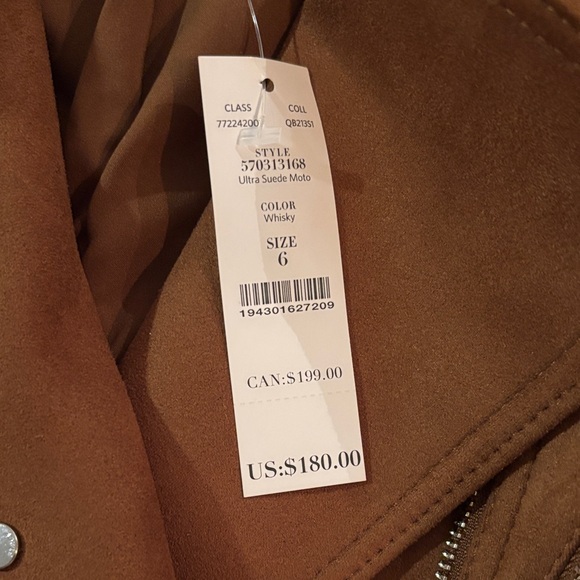 CLASS COLL
77224200 QB21351
STYLE
570313168
Ultra Suede Moto
COLOR
Whisky
SIZE
6
194301627209
CAN:$199.00
US:$180.00